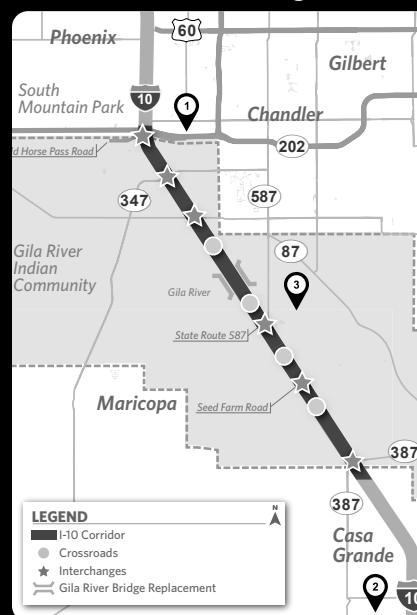 Phoenix
60
Gilbert
South
Mountain Park
10
1
Chandler
Horse Pass Road
202
347
587
87
Gila River
Indian
Community
Gila River
3
State Route S87
Maricopa
Seed Farm Road
387
387
LEGEND
N
I-10 Corridor
Crossroads
Interchanges
Gila River Bridge Replacement
Casa
Grande
2
10